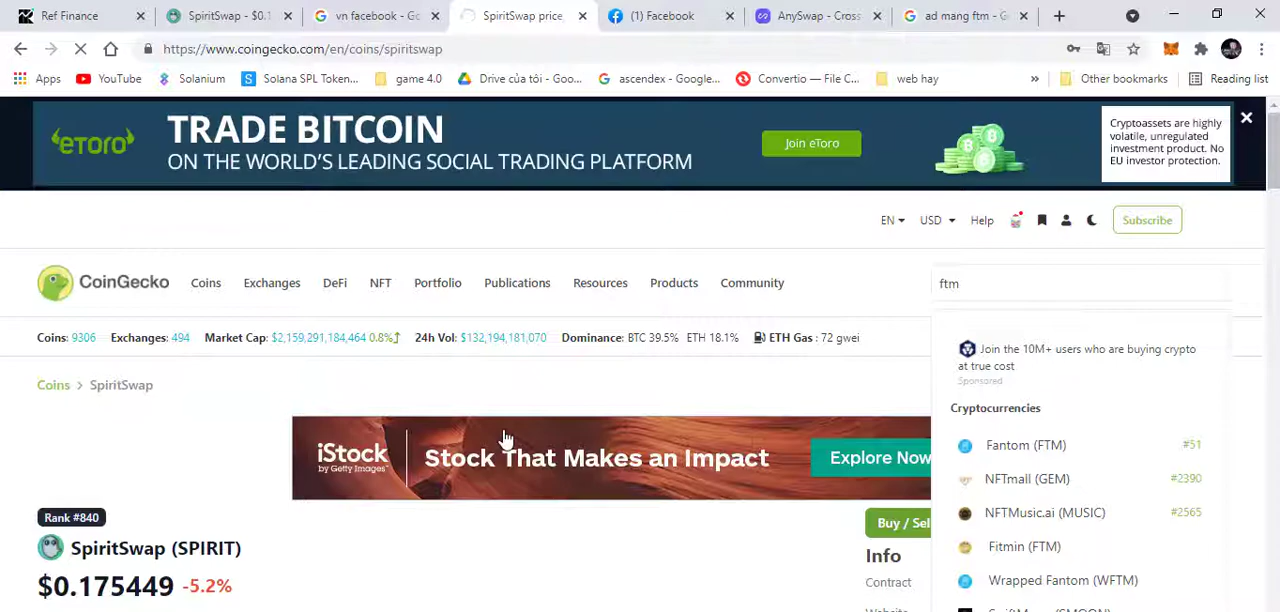 Ref Finance
SpiritSwap - $0.1
vn facebook - Go
SpiritSwap price,
(1) Facebook
AnySwap - Cross
ad mang ftm - G
https://www.coingecko.com/en/coins/spiritswap
Apps
YouTube
Solanium
Solana SPL Token...
game 4.0
Drive của tôi - Goo...
ascendex - Google...
Convertio — File C...
web hay
»
Other bookmarks
Reading list
eToro
TRADE BITCOIN
ON THE WORLD'S LEADING SOCIAL TRADING PLATFORM
Join eToro
Cryptoassets are highly
volatile, unregulated
investment product. No
EU investor protection.
EN
USD
Help
Subscribe
CoinGecko
Coins
Exchanges
DeFi
NFT
Portfolio
Publications
Resources
Products
Community
ftm
Coins: 9306 Exchanges: 494 Market Cap: $2,159,291,184,464 0.8% 24h Vol: $132,194,181,070 Dominance: BTC 39.5% ETH 18.1% ETH Gas : 72 gwei
Join the 10M+ users who are buying crypto
at true cost
Sponsored
Coins > SpiritSwap
Cryptocurrencies
iStock
by Getty Images™
Stock That Makes an Impact
Explore Now
Fantom (FTM) #51
NFTmall (GEM) #2390
NFTMusic.ai (MUSIC) #2565
Fitmin (FTM)
Wrapped Fantom (WFTM)
Rank #840
SpiritSwap (SPIRIT)
$0.175449 -5.2%
Buy / Sel
Info
Contract